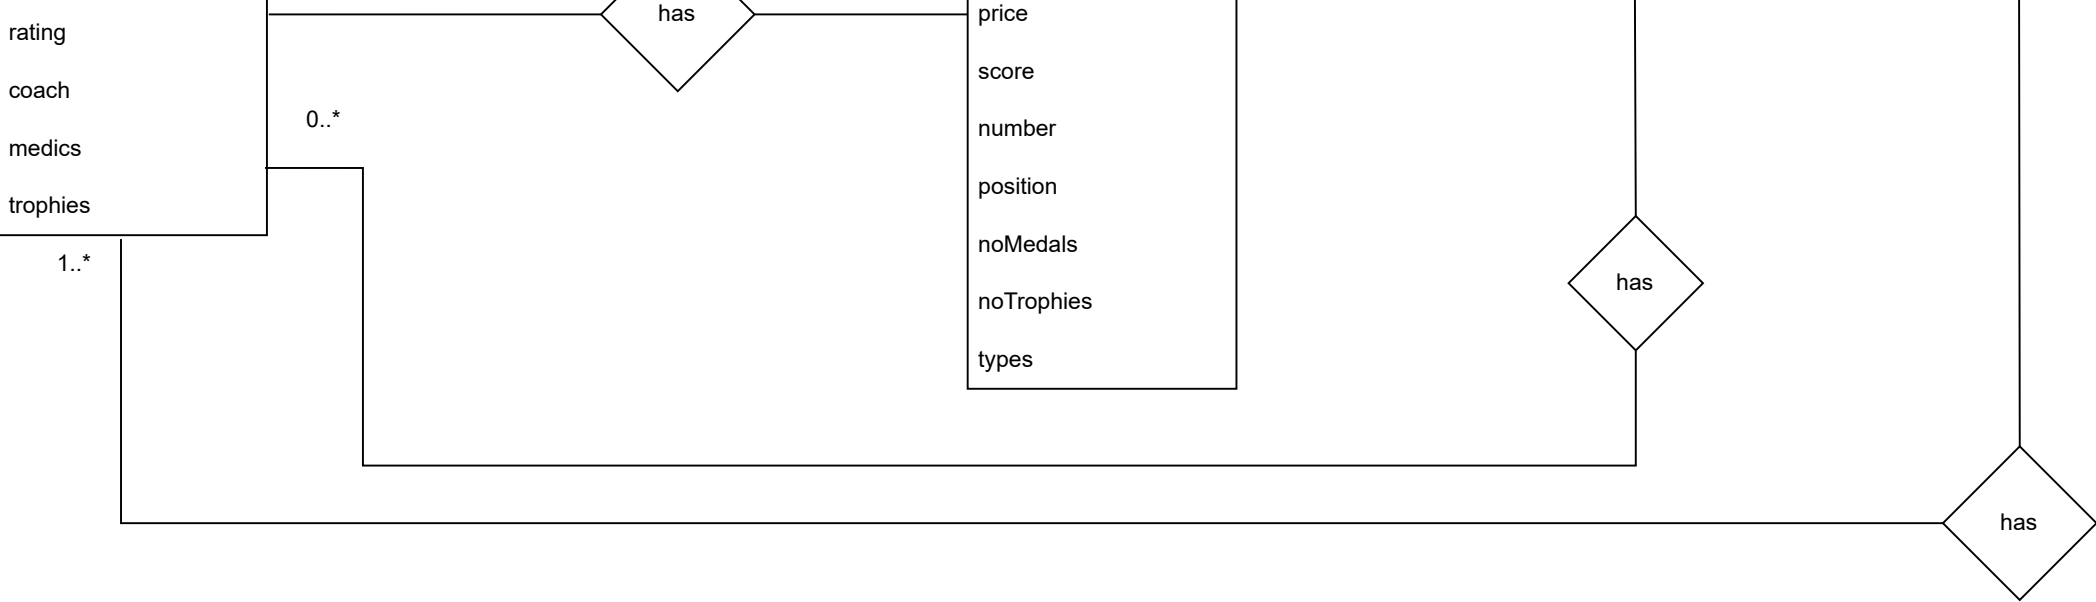 rating
coach
medics
trophies
0..*
1..*
has
price
score
number
position
noMedals
noTrophies
types
has
has